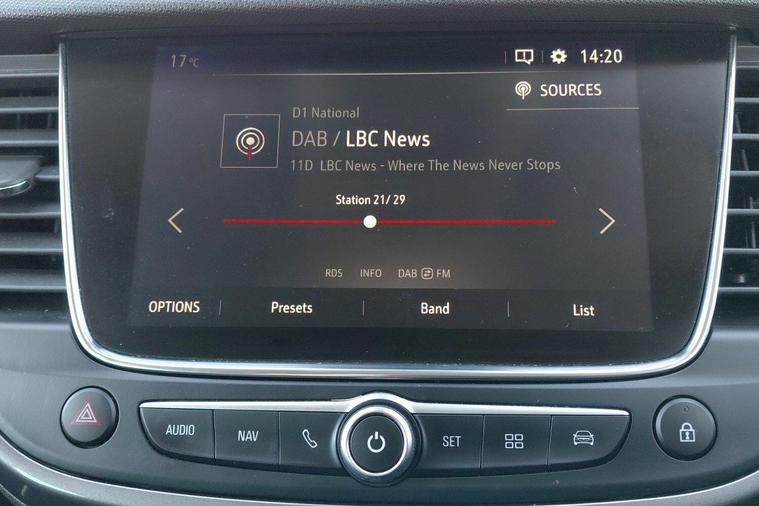 17°C
14:20
SOURCES
D1 National
DAB / LBC News
11D LBC News - Where The News Never Stops
Station 21/ 29
RDS INFO DAB FM
OPTIONS Presets Band List
AUDIO NAV SET